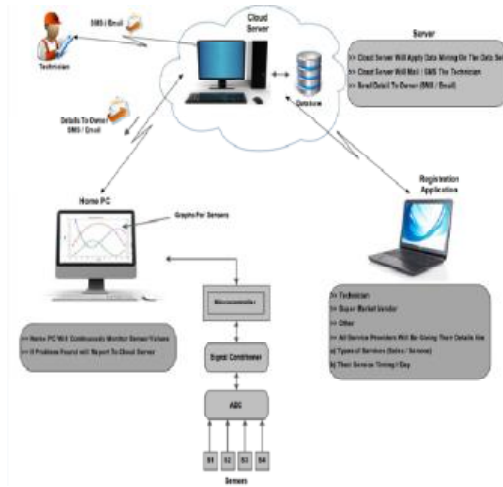 SMS / Email
Technician
Cloud
Server
Database
Server
>> Cloud Server Will Apply Data Mining On The Data Set
>> Cloud Server Will Mail / SMS The Technician
>> Send Detail To Owner (SMS / Email)
Details To Owner
SMS / Email
Home PC
Graphs For Sensors
Registration
Application
>> Home PC Will Continuously Monitor Sensor Values
>> If Problem Found will Report To Cloud Server
Microcontroller
Signal Conditioner
ADC
S1
S2
S3
S4
Sensors
>> Technician
>> Super Market Vendor
>> Other
>> All Service Providers Will Be Giving Their Details like
a) Types of Services (Sales / Service)
b) Their Service Timing / Day